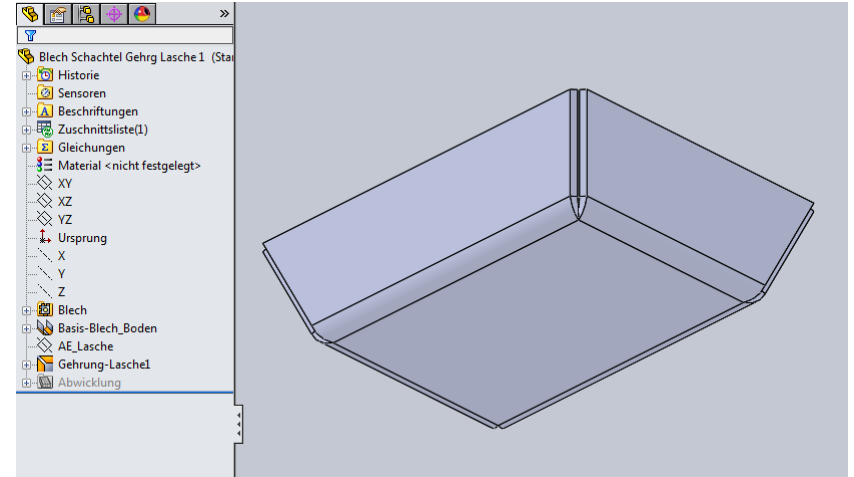 »
Blech Schachtel Gehrg Lasche 1 (Sta
Historie
Sensoren
A Beschriftungen
Zuschnittsliste(1)
Σ Gleichungen
Material <nicht festgelegt>
XY
XZ
YZ
Ursprung
X
Y
Z
Blech
Basis-Blech_Boden
AE_Lasche
Gehrung-Lasche1
Abwicklung